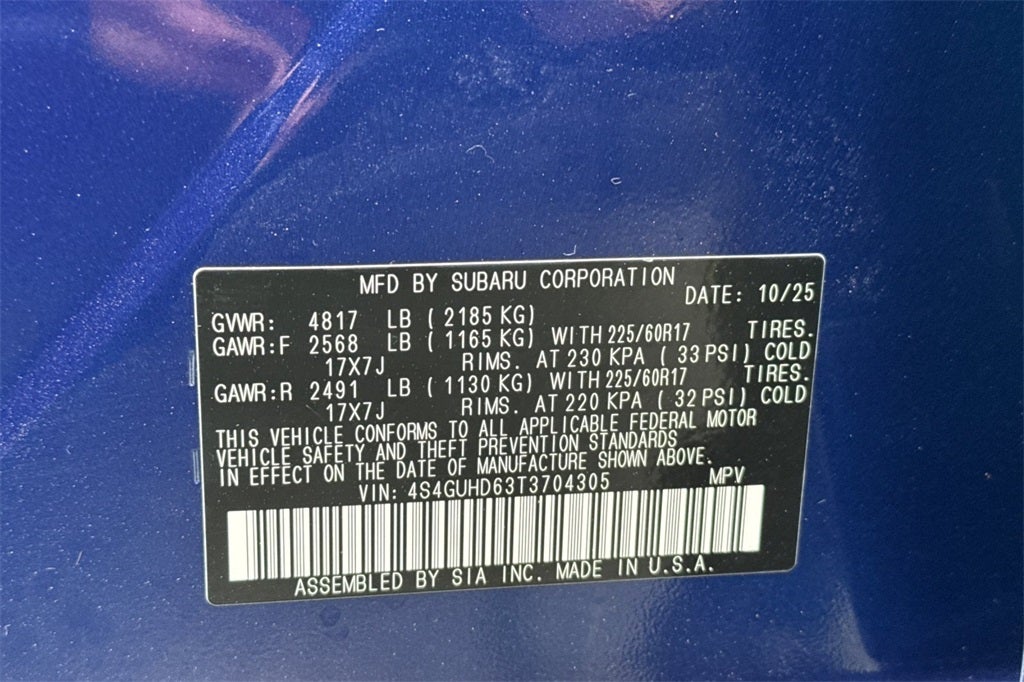 MFD BY SUBARU CORPORATION
DATE: 10/25
GVWR: 4817 LB ( 2185 KG)
GAWR:F 2568 LB ( 1165 KG) WITH 225/60R17 TIRES.
17X7J RIMS. AT 230 KPA ( 33 PSI) COLD
GAWR:R 2491 LB ( 1130 KG) WITH 225/60R17 TIRES.
17X7J RIMS. AT 220 KPA ( 32 PSI) COLD
THIS VEHICLE CONFORMS TO ALL APPLICABLE FEDERAL MOTOR
VEHICLE SAFETY AND THEFT PREVENTION STANDARDS
IN EFFECT ON THE DATE OF MANUFACTURE SHOWN ABOVE.
VIN: 4S4GUHD63T3704305 MPV
ASSEMBLED BY SIA INC. MADE IN U.S.A.